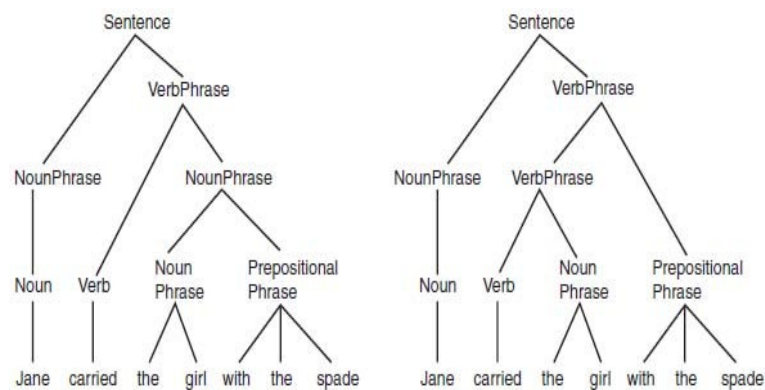 Sentence Sentence
VerbPhrase VerbPhrase
NounPhrase NounPhrase NounPhrase VerbPhrase
Noun Verb Noun Phrase Prepositional Phrase Noun Verb Noun Phrase Prepositional Phrase
Jane carried the girl with the spade Jane carried the girl with the spade